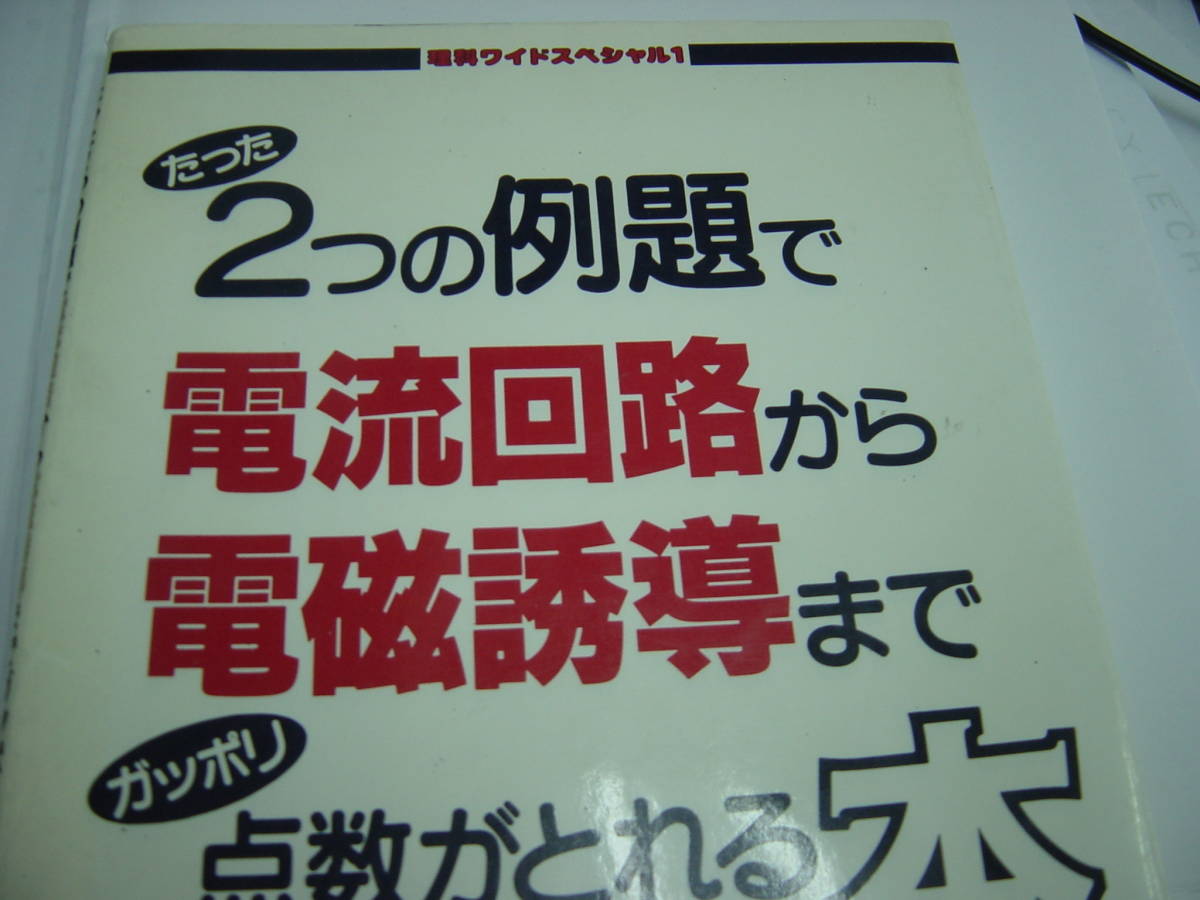 理科ワイドスペシャル1
たった
2つの例題で
電流回路から
電磁誘導まで
ガッポリ
点数がとれる本